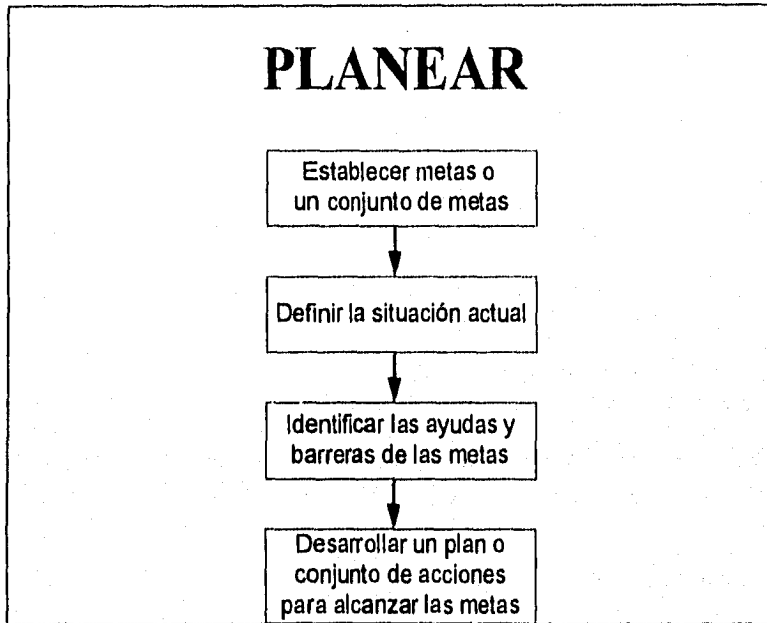 PLANEAR
Establecer metas o
un conjunto de metas
Definir la situación actual
Identificar las ayudas y
barreras de las metas
Desarrollar un plan o
conjunto de acciones
para alcanzar las metas